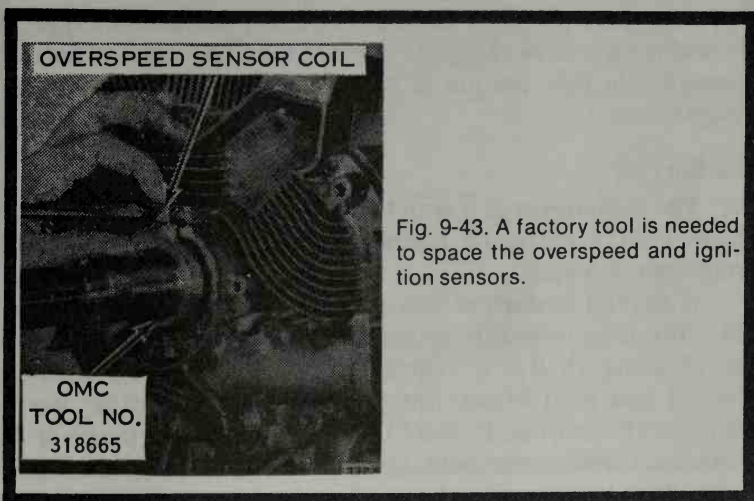 OVERSPEED SENSOR COIL
OMC
TOOL NO.
318665
Fig. 9-43. A factory tool is needed
to space the overspeed and igni-
tion sensors.